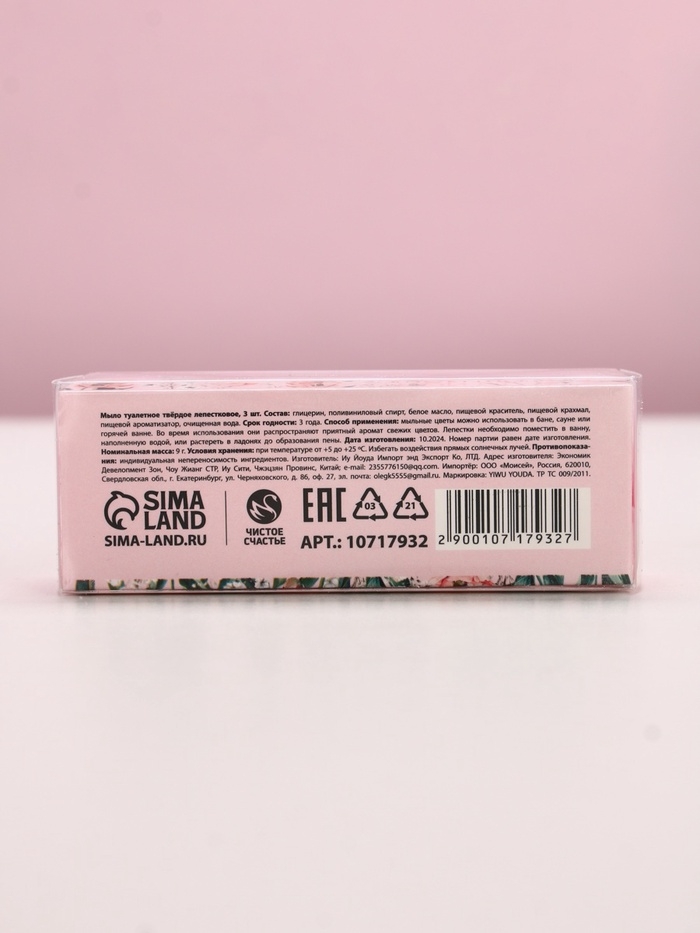 Мыло туалетное твёрдое лепестковое, 3 шт. Состав: глицерин, поливиниловый спирт, белое масло, пищевой краситель, пищевой крахмал,
пищевой ароматизатор, очищенная вода. Срок годности: 3 года. Способ применения: мыльные цветы можно использовать в бане, сауне или
горячей ванне. Во время использования они распространяют приятный аромат свежих цветов. Лепестки необходимо поместить в ванну,
наполненную водой, или растереть в ладонях до образования пены. Дата изготовления: 10.2024. Номер партии равен дате изготовления.
Номинальная масса: 9 г. Условия хранения: при температуре от +5 до +25 ºC. Избегать воздействия прямых солнечных лучей. Противопоказа-
ния: индивидуальная непереносимость ингредиентов. Изготовитель: Иу Йоуда Импорт энд Экспорт Ко, ЛТД. Адрес изготовителя: Экономик
Девелопмент Зон, Чоу Жианг СТР, Иу Сити, Чжэцзян Провинс, Китай; e-mail: 2355776150@qq.com. Импортёр: ООО «Моисей», Россия, 620010,
Свердловская обл., г. Екатеринбург, ул. Черняховского, д. 86, оф. 27, эл. почта: olegk5555@gmail.ru. Маркировка: YIWU YOUDA. ТР ТС 009/2011.
SIMA
LAND
SIMA-LAND.RU
ЧИСТОЕ
СЧАСТЬЕ
EAC
03
21
АРТ.: 10717932
2 900107 179327